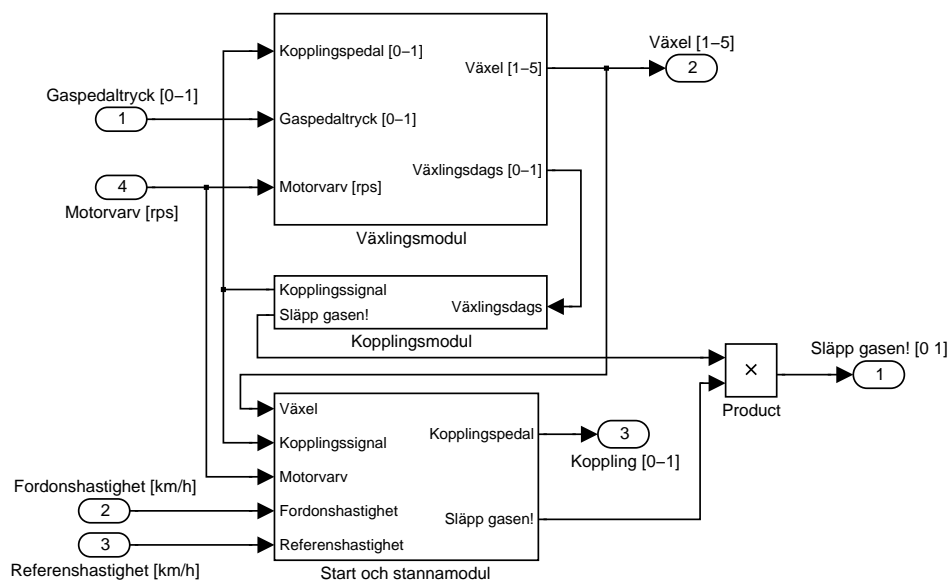 Kopplingspedal [0−1]
Växel [1−5]
Växel [1−5]
2
Gaspedaltryck [0−1]
1
Gaspedaltryck [0−1]
Växlingsdags [0−1]
4
Motorvarv [rps]
Motorvarv [rps]
Växlingsmodul
Kopplingssignal
Släpp gasen!
Växlingsdags
Kopplingsmodul
Släpp gasen! [0 1]
×
1
Product
Växel
Kopplingssignal
Kopplingspedal
3
Koppling [0−1]
Motorvarv
Fordonshastighet [km/h]
2
Fordonshastighet
Släpp gasen!
3
Referenshastighet
Referenshastighet [km/h]
Start och stannamodul